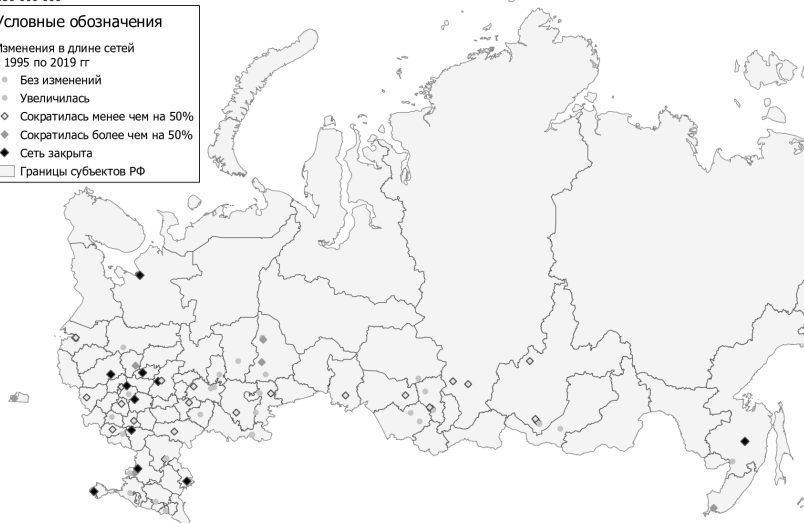 Условные обозначения
Изменения в длине сетей
с 1995 по 2019 гг
Без изменений
Увеличилась
Сократилась менее чем на 50%
Сократилась более чем на 50%
Сеть закрыта
Границы субъектов РФ